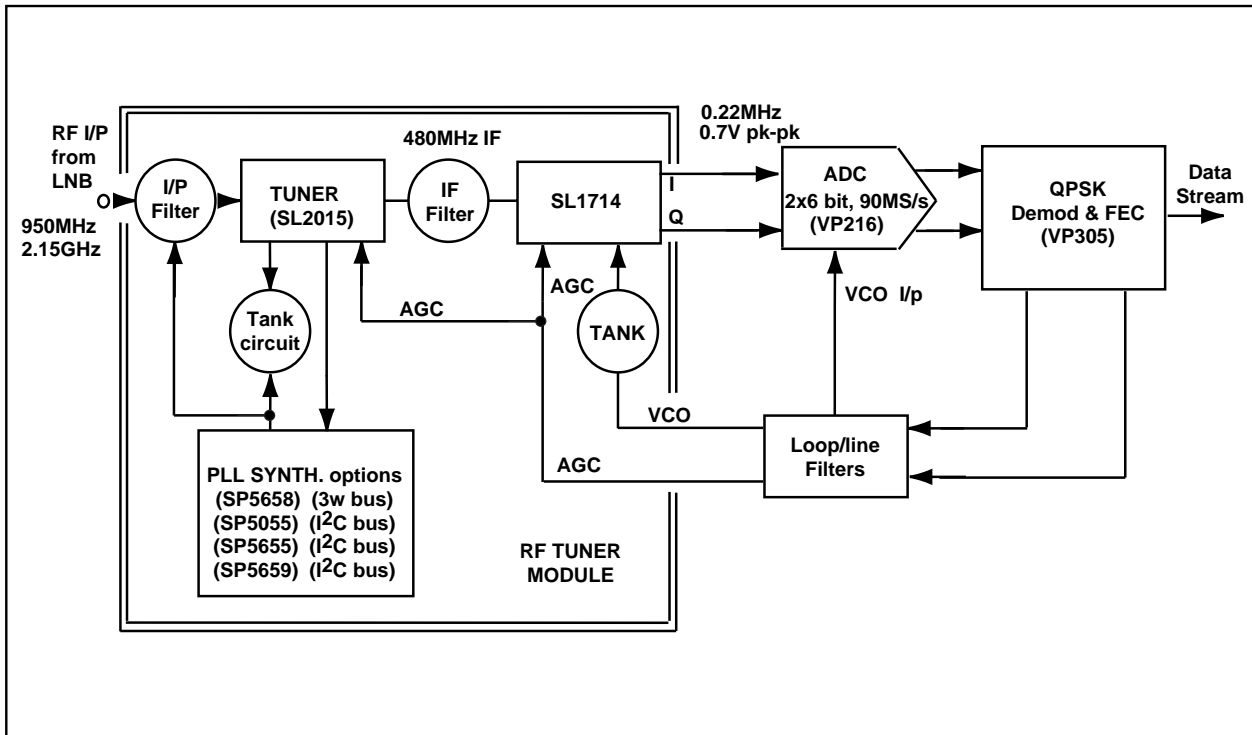 RF I/P
from
LNB
950MHz
2.15GHz
I/P
Filter
TUNER
(SL2015)
480MHz IF
IF
Filter
SL1714
I
Q
0.22MHz
0.7V pk-pk
ADC
2x6 bit, 90MS/s
(VP216)
QPSK
Demod & FEC
(VP305)
Data
Stream
Tank
circuit
AGC
AGC
TANK
VCO I/p
VCO
AGC
Loop/line
Filters
PLL SYNTH. options
(SP5658) (3w bus)
(SP5055) (I2C bus)
(SP5655) (I2C bus)
(SP5659) (I2C bus)
RF TUNER
MODULE